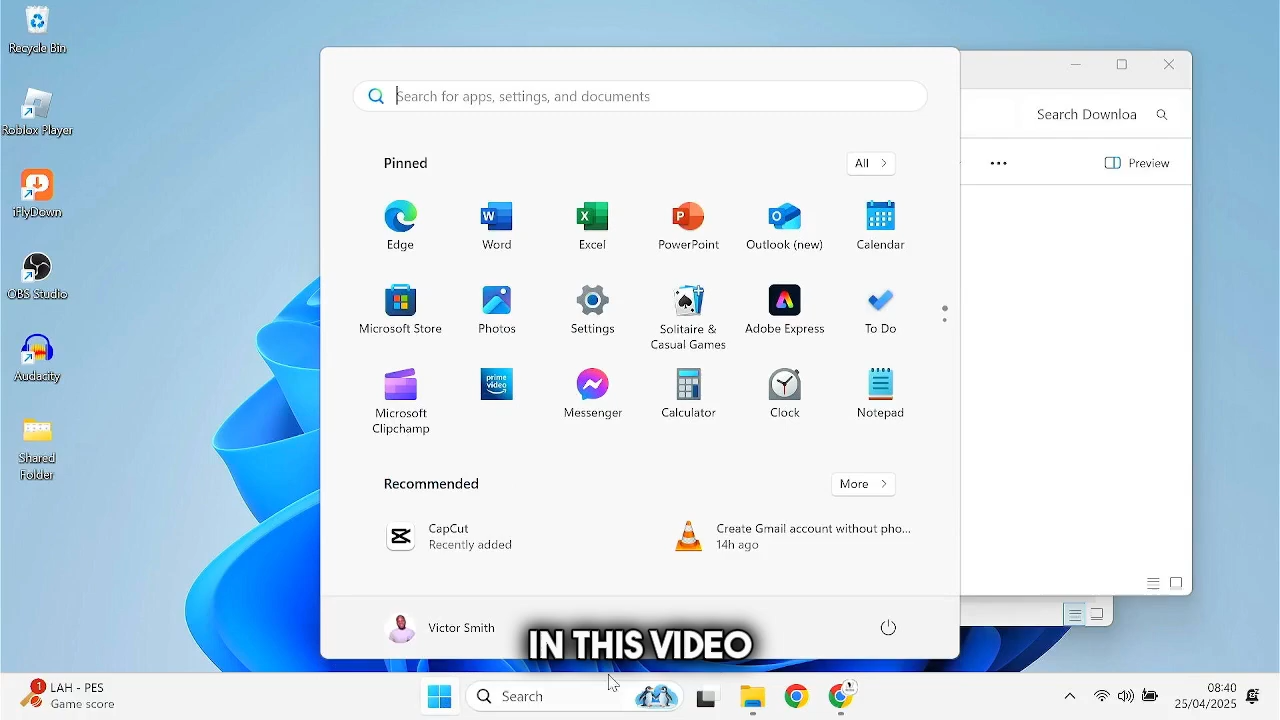 Recycle Bin
Roblox Player
iFlyDown
OBS Studio
Audacity
Shared
Folder
Search for apps, settings, and documents
Pinned
All
Edge
Word
Excel
PowerPoint
Outlook (new)
Calendar
Microsoft Store
Photos
Settings
Solitaire &
Casual Games
Adobe Express
To Do
Microsoft
Clipchamp
prime
video
Messenger
Calculator
Clock
Notepad
Recommended
More
CapCut
Recently added
Create Gmail account without pho...
14h ago
Victor Smith
IN THIS VIDEO
Search Downloa
Preview
1
LAH - PES
Game score
Search
08:40
25/04/2025